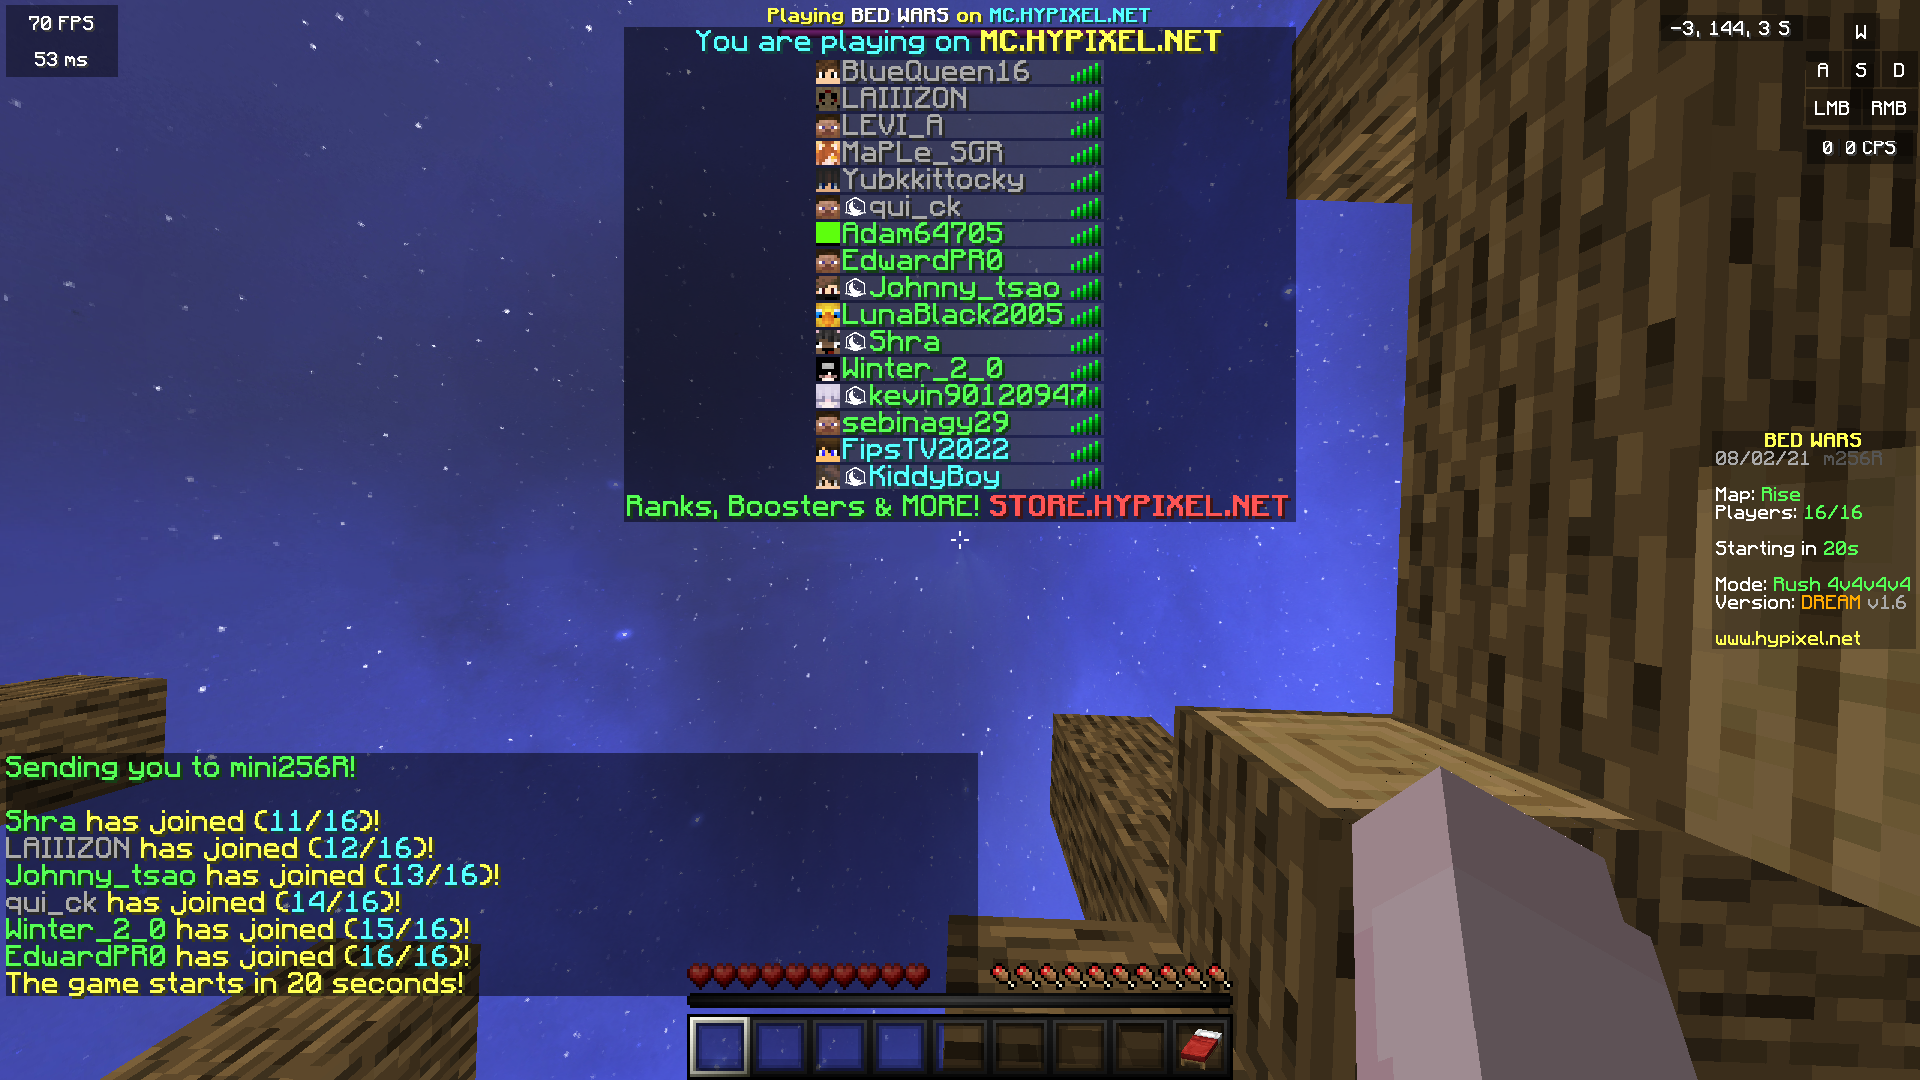 70 FPS
53 ms
Playing BED WARS on MC.HYPIXEL.NET
You are playing on MC.HYPIXEL.NET
BlueQueen16
LAIIIZON
LEVI_A
MaPLe_SGR
Yubkkittocky
qui_ck
Adam64705
EdwardPR0
Johnny_tsao
LunaBlack2005
Shra
Winter_2_0
kevin90120947
sebinagy29
FipsTV2022
KiddyBoy
Ranks, Boosters & MORE! STORE.HYPIXEL.NET
-3, 144, 3 S
W
A S D
LMB RMB
0 0 CPS
BED WARS
08/02/21 m256R
Map: Rise
Players: 16/16
Starting in 20s
Mode: Rush 4v4v4v4
Version: DREAM v1.6
www.hypixel.net
Sending you to mini256R!
Shra has joined (11/16)!
LAIIIZON has joined (12/16)!
Johnny_tsao has joined (13/16)!
qui_ck has joined (14/16)!
Winter_2_0 has joined (15/16)!
EdwardPR0 has joined (16/16)!
The game starts in 20 seconds!